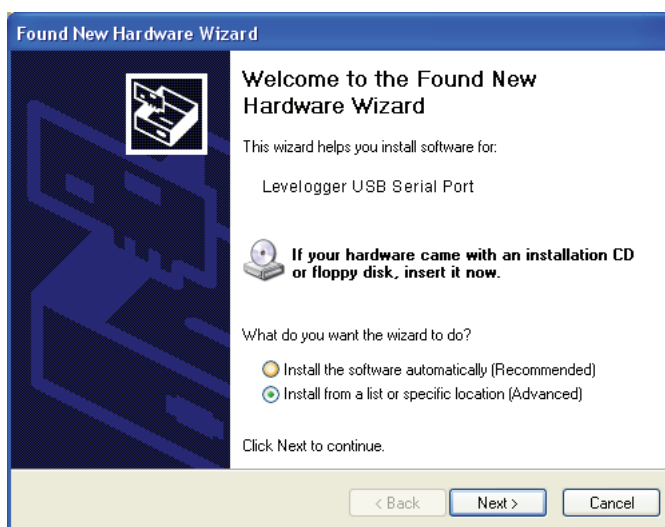 Found New Hardware Wizard
Welcome to the Found New
Hardware Wizard
This wizard helps you install software for:
Levelogger USB Serial Port
If your hardware came with an installation CD
or floppy disk, insert it now.
What do you want the wizard to do?
Install the software automatically (Recommended)
Install from a list or specific location (Advanced)
Click Next to continue.
< Back Next > Cancel